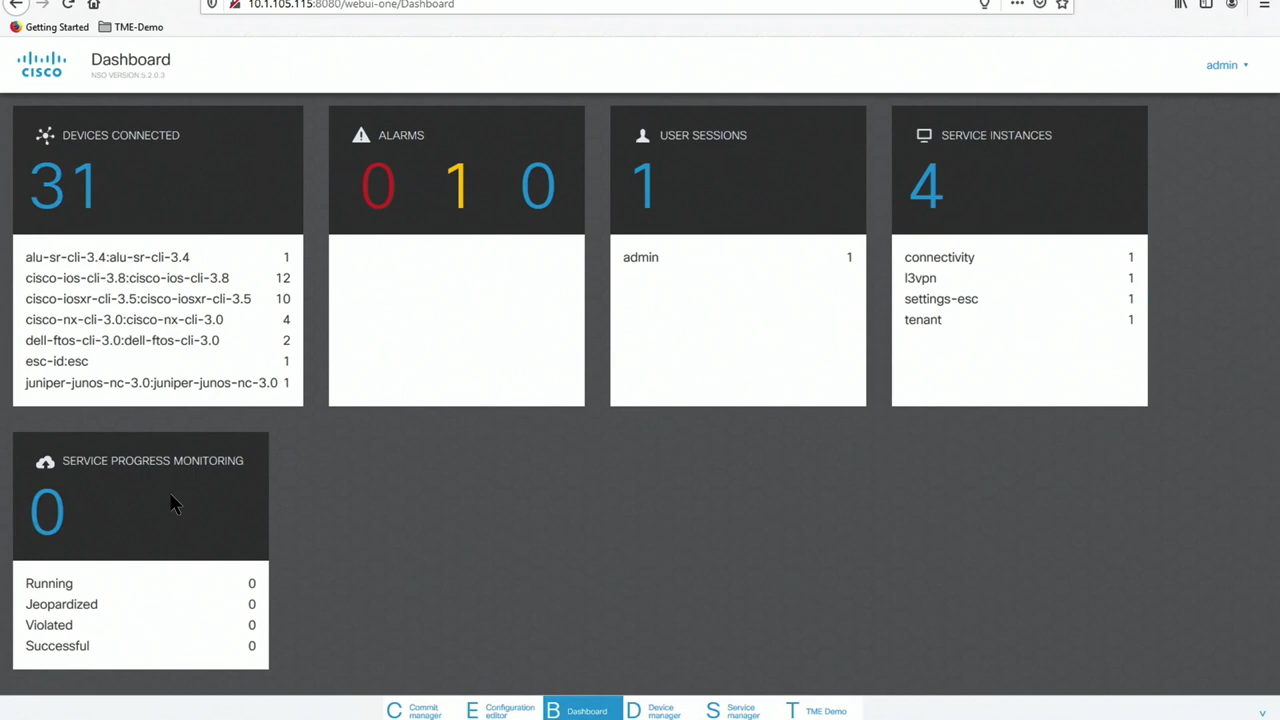 10.1.105.115:8080/webui-one/Dashboard
Getting Started TME-Demo
CISCO
Dashboard
NSO VERSION:5.2.0.3
admin
DEVICES CONNECTED
31
alu-sr-cli-3.4:alu-sr-cli-3.4 1
cisco-ios-cli-3.8:cisco-ios-cli-3.8 12
cisco-iosxr-cli-3.5:cisco-iosxr-cli-3.5 10
cisco-nx-cli-3.0:cisco-nx-cli-3.0 4
dell-ftos-cli-3.0:dell-ftos-cli-3.0 2
esc-id:esc 1
juniper-junos-nc-3.0:juniper-junos-nc-3.0 1
ALARMS
0 1 0
USER SESSIONS
1
admin 1
SERVICE INSTANCES
4
connectivity 1
l3vpn 1
settings-esc 1
tenant 1
SERVICE PROGRESS MONITORING
0
Running 0
Jeopardized 0
Violated 0
Successful 0
C Commit manager
E Configuration editor
B Dashboard
D Device manager
S Service manager
T TME Demo